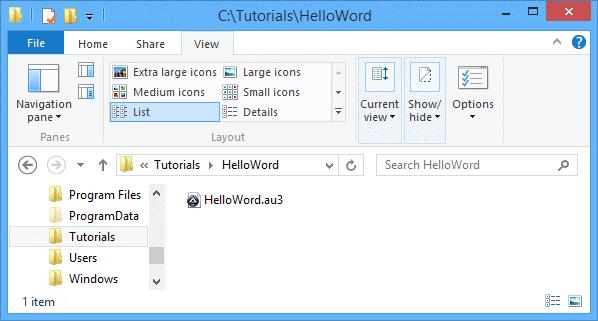 C:\Tutorials\HelloWord
File Home Share View
Extra large icons Large icons
Medium icons Small icons
List Details
Navigation pane
Current view
Show/ hide
Options
Panes Layout
Tutorials HelloWord
Search HelloWord
Program Files
ProgramData
Tutorials
Users
Windows
HelloWord.au3
1 item